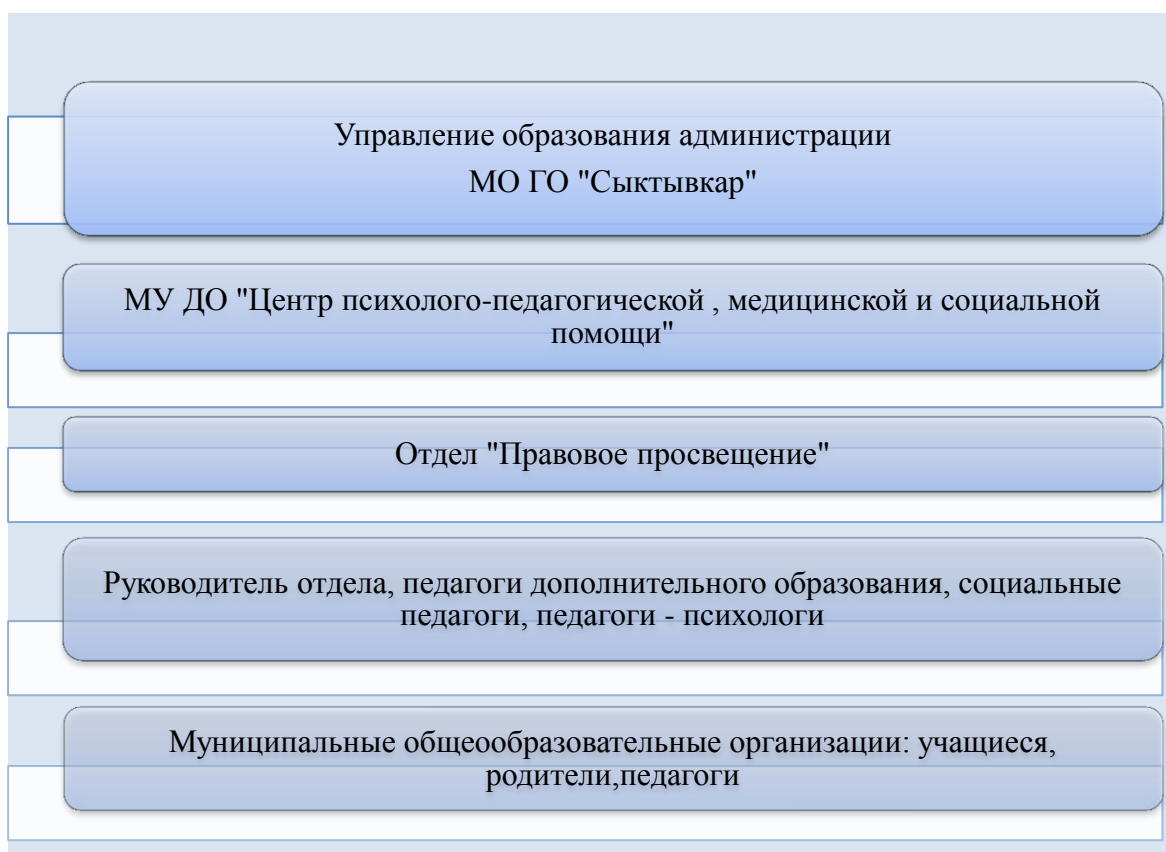 Управление образования администрации
МО ГО "Сыктывкар"
МУ ДО "Центр психолого-педагогической , медицинской и социальной
помощи"
Отдел "Правовое просвещение"
Руководитель отдела, педагоги дополнительного образования, социальные
педагоги, педагоги - психологи
Муниципальные общеообразовательные организации: учащиеся,
родители,педагоги